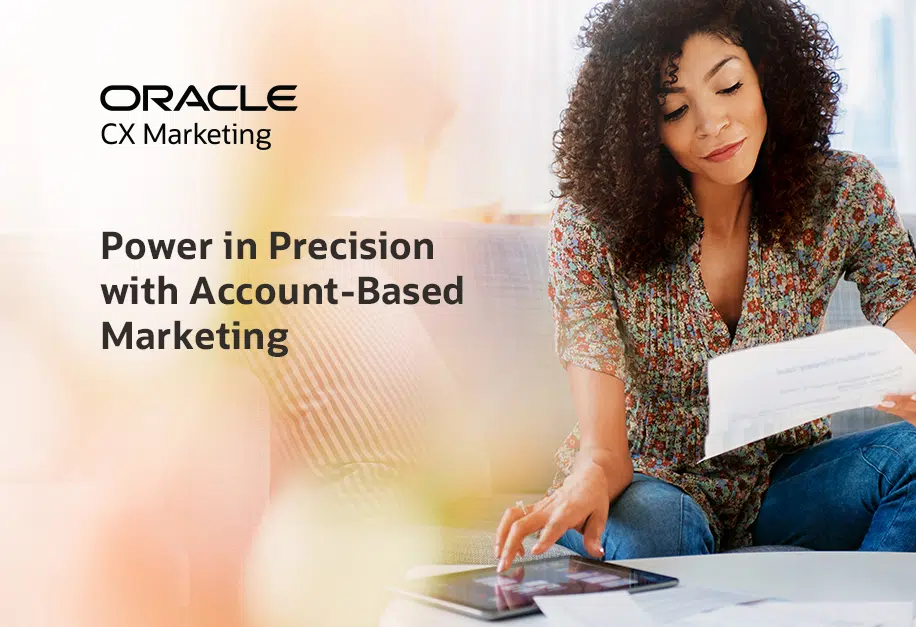 ORACLE
CX Marketing
Power in Precision
with Account-Based
Marketing